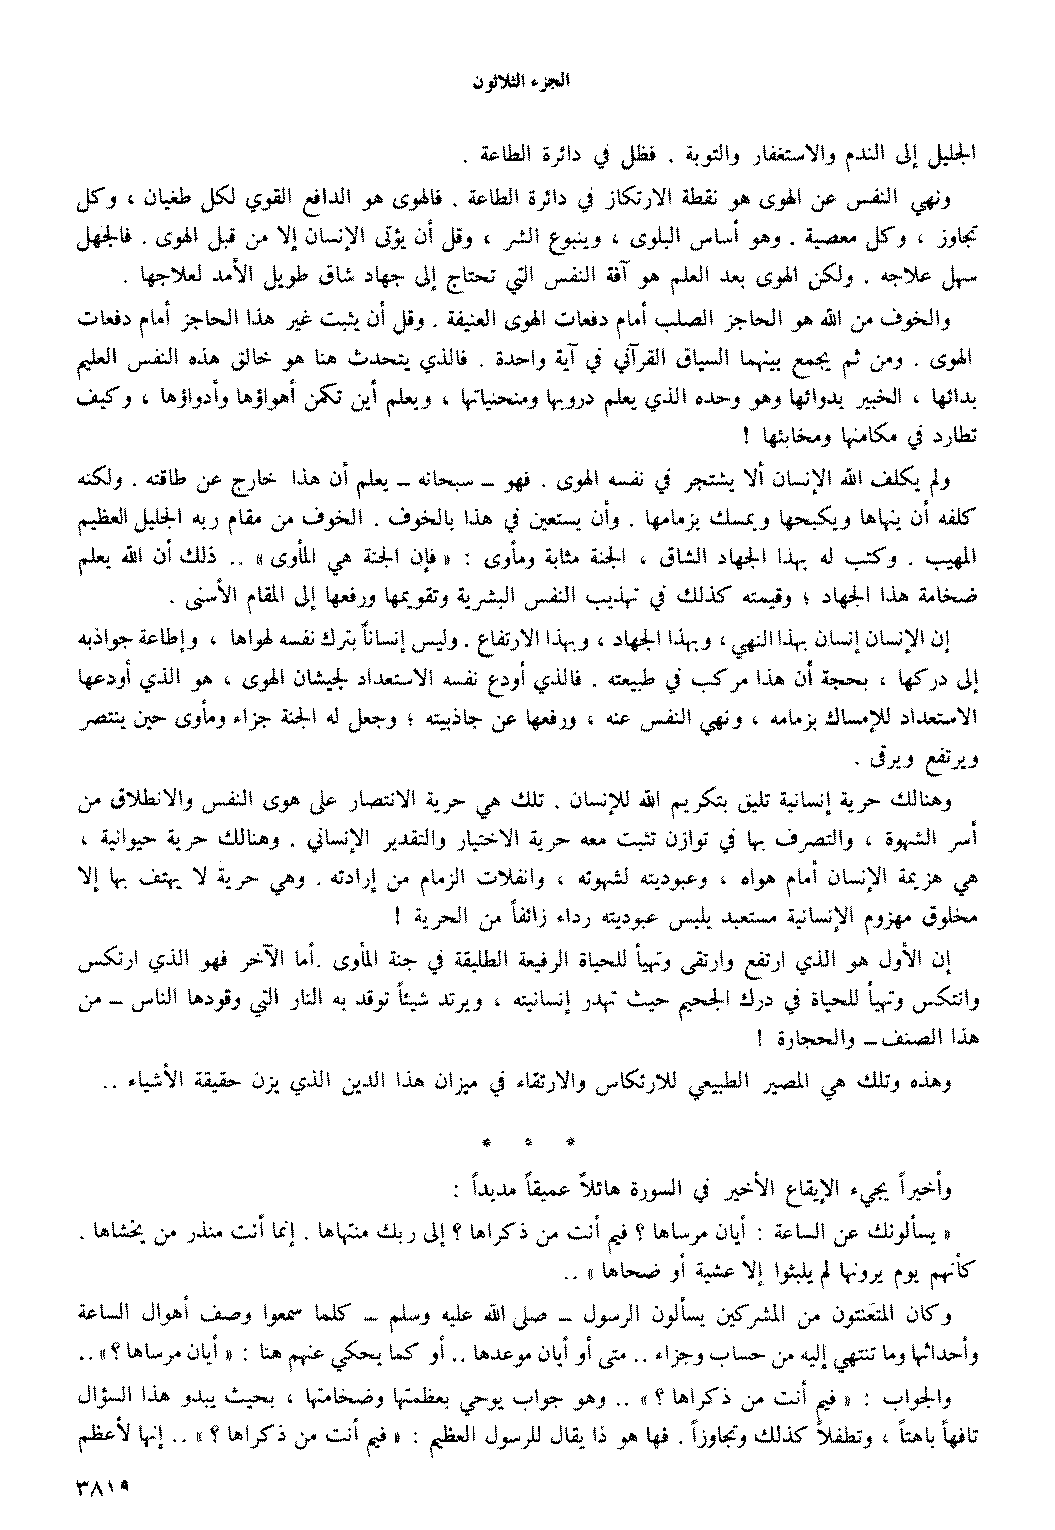 الجزء الثلاثون
الجليل إلى الندم والاستغفار والتوبة . فظل في دائرة الطاعة .
ونهي النفس عن الهوى هو نقطة الارتكاز في دائرة الطاعة . فالهوى هو الدافع القوي لكل طغيان ، وكل
تجاوز ، وكل معصية . وهو أساس البلوى ، وينبوع الشر ، وقل أن يؤتى الإنسان إلا من قبل الهوى . فالجهل
سهل علاجه . ولكن الهوى بعد العلم هو آفة النفس التي تحتاج إلى جهاد شاق طويل الأمد لعلاجها .
والخوف من الله هو الحاجز الصلب أمام دفعات الهوى العنيفة . وقل أن يثبت غير هذا الحاجز أمام دفعات
الهوى . ومن ثم يجمع بينهما السياق القرآني في آية واحدة . فالذي يتحدث هنا هو خالق هذه النفس العليم
بدائها ، الخبير بدوائها وهو وحده الذي يعلم دروبها ومنحنياتها ، ويعلم أين تكمن أهواؤها وأدواؤها ، وكيف
تطارد في مكامنها ومخابئها !
ولم يكلف الله الإنسان ألا يشتجر في نفسه الهوى . فهو – سبحانه – يعلم أن هذا خارج عن طاقته . ولكنه
كلفه أن ينهاها ويكبحها ويمسك بزمامها . وأن يستعين في هذا بالخوف . الخوف من مقام ربه الجليل العظيم
المهيب . وكتب له بهذا الجهاد الشاق ، الجنة مثابة ومأوى : « فإن الجنة هي المأوى » .. ذلك أن الله يعلم
ضخامة هذا الجهاد ؛ وقيمته كذلك في تهذيب النفس البشرية وتقويمها ورفعها إلى المقام الأسنى .
إن الإنسان إنسان بهذا النهي، وبهذا الجهاد ، وبهذا الارتفاع . وليس إنساناً بترك نفسه لهواها ، وإطاعة جواذبه
إلى دركها ، بحجة أن هذا مركب في طبيعته . فالذي أودع نفسه الاستعداد لجيشان الهوى ، هو الذي أودعها
الاستعداد للإمساك بزمامه ، ونهي النفس عنه ، ورفعها عن جاذبيته ؛ وجعل له الجنة جزاء ومأوى حين ينتصر
ويرتفع ويرقى .
وهنالك حرية إنسانية تليق بتكريم الله للإنسان . تلك هي حرية الانتصار على هوى النفس والانطلاق من
أسر الشهوة ، والتصرف بها في توازن تثبت معه حرية الاختيار والتقدير الإنساني . وهنالك حرية حيوانية ،
هي هزيمة الإنسان أمام هواه ، وعبوديته لشهوته ، وانفلات الزمام من إرادته . وهي حرية لا يهتف بها إلا
مخلوق مهزوم الإنسانية مستعبد يلبس عبوديته رداء زائفاً من الحرية !
إن الأول هو الذي ارتفع وارتقى وتهيأ للحياة الرفيعة الطليقة في جنة المأوى .أما الآخر فهو الذي ارتكس
وانتكس وتهيأ للحياة في درك الجحيم حيث تهدر إنسانيته ، ويرتد شيئاً توقد به النار التي وقودها الناس – من
هذا الصنف – والحجارة !
وهذه وتلك هي المصير الطبيعي للارتكاس والارتقاء في ميزان هذا الدين الذي يزن حقيقة الأشياء ..
* * *
وأخيراً يجيء الإيقاع الأخير في السورة هائلاً عميقاً مديداً :
« يسألونك عن الساعة : أيان مرساها ؟ فيم أنت من ذكراها ؟ إلى ربك منتهاها . إنما أنت منذر من يخشاها .
كأنهم يوم يرونها لم يلبثوا إلا عشية أو ضحاها » ..
وكان المتعنتون من المشركين يسألون الرسول – صلى الله عليه وسلم – كلما سمعوا وصف أهوال الساعة
وأحداثها وما تنتهي إليه من حساب وجزاء .. متى أو أيان موعدها .. أو كما يحكي عنهم هنا : « أيان مرساها ؟ » ..
والجواب : « فيم أنت من ذكراها ؟ » .. وهو جواب يوحي بعظمتها وضخامتها ، بحيث يبدو هذا السؤال
تافهاً باهتاً ، وتطفلاً كذلك وتجاوزاً . فها هو ذا يقال للرسول العظيم : « فيم أنت من ذكراها ؟ » .. إنها لأعظم
٣٨١٩